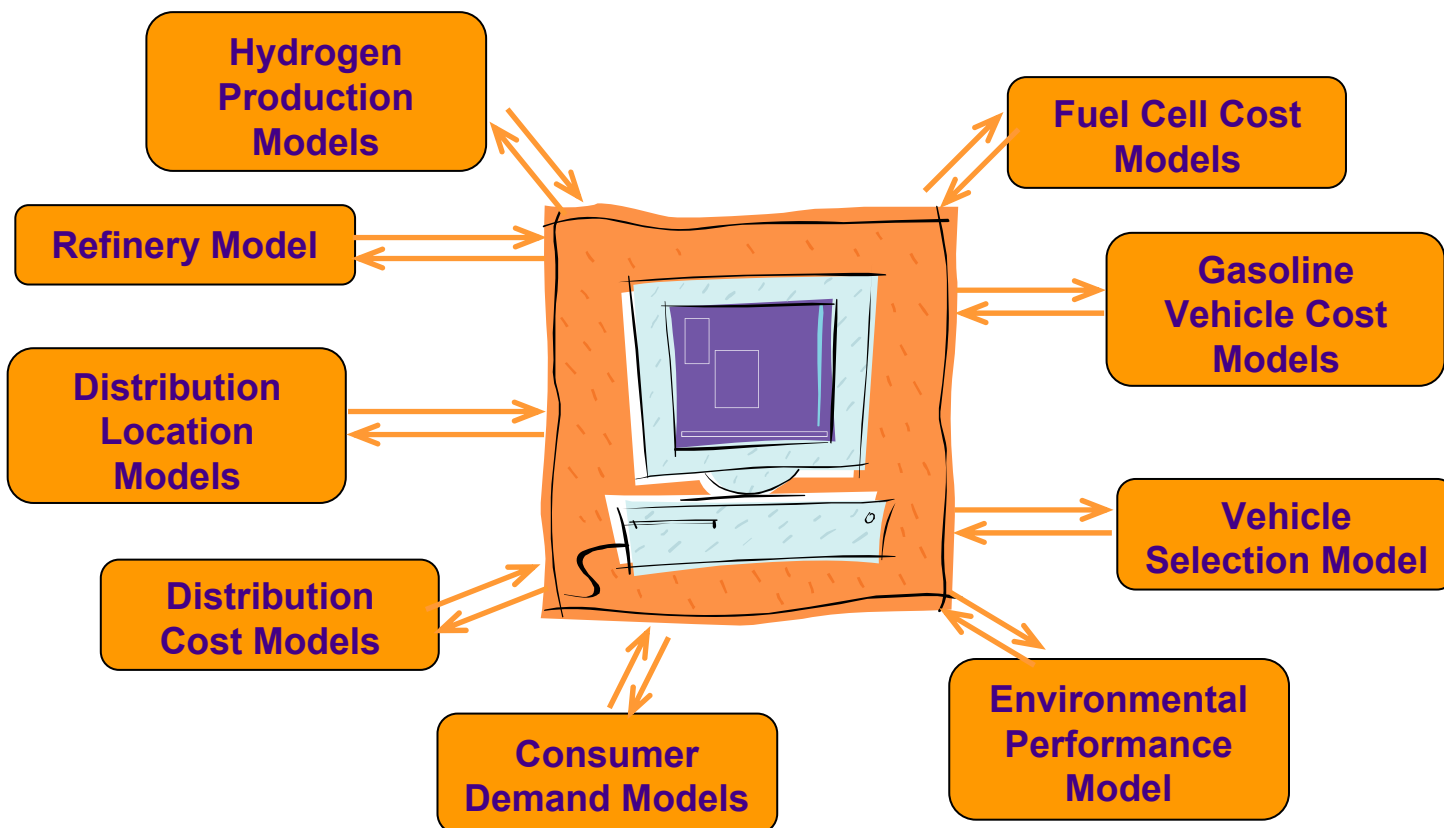 Hydrogen
Production
Models
Fuel Cell Cost
Models
Refinery Model
Gasoline
Vehicle Cost
Models
Distribution
Location
Models
Vehicle
Selection Model
Distribution
Cost Models
Environmental
Performance
Model
Consumer
Demand Models